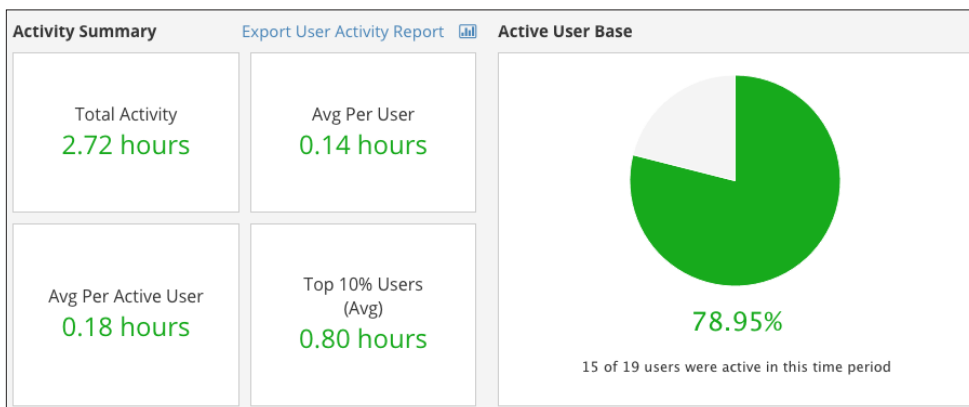 Activity Summary
Export User Activity Report
Active User Base
Total Activity
2.72 hours
Avg Per User
0.14 hours
Avg Per Active User
0.18 hours
Top 10% Users
(Avg)
0.80 hours
78.95%
15 of 19 users were active in this time period